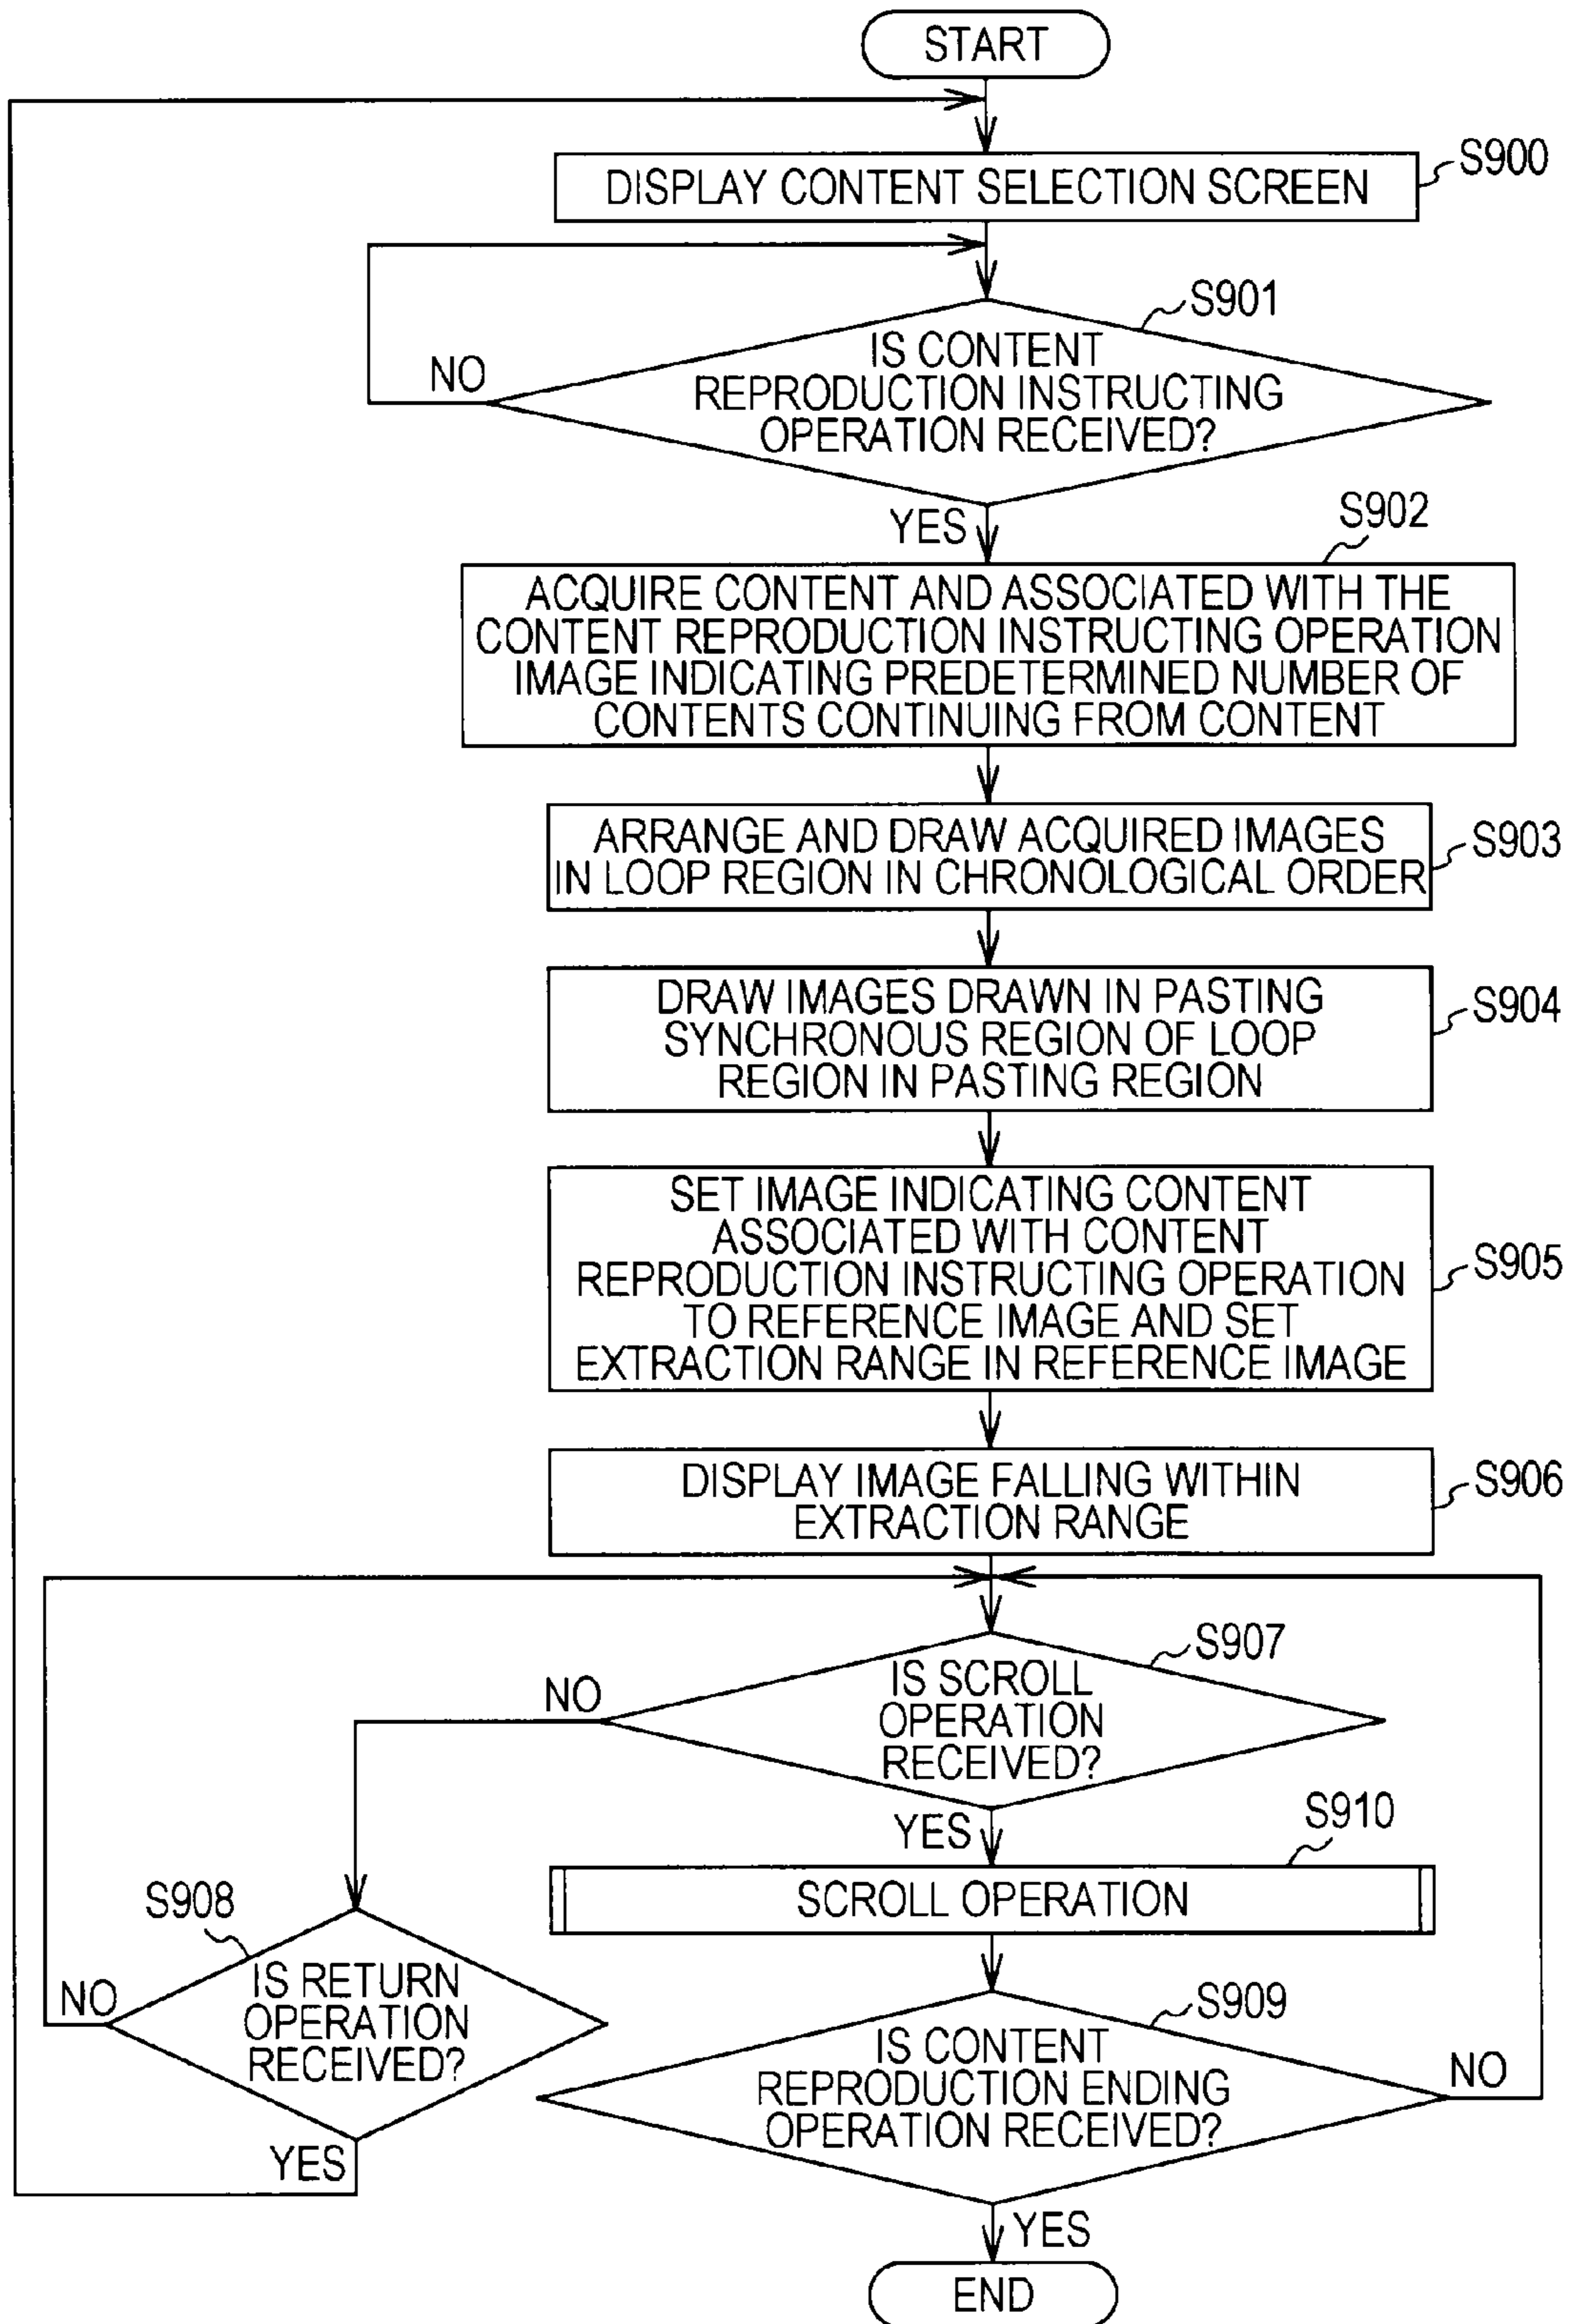 START
DISPLAY CONTENT SELECTION SCREEN
S900
S901
IS CONTENT
REPRODUCTION INSTRUCTING
OPERATION RECEIVED?
NO
YES
S902
ACQUIRE CONTENT AND ASSOCIATED WITH THE
CONTENT REPRODUCTION INSTRUCTING OPERATION
IMAGE INDICATING PREDETERMINED NUMBER OF
CONTENTS CONTINUING FROM CONTENT
ARRANGE AND DRAW ACQUIRED IMAGES
IN LOOP REGION IN CHRONOLOGICAL ORDER
S903
DRAW IMAGES DRAWN IN PASTING
SYNCHRONOUS REGION OF LOOP
REGION IN PASTING REGION
S904
SET IMAGE INDICATING CONTENT
ASSOCIATED WITH CONTENT
REPRODUCTION INSTRUCTING OPERATION
TO REFERENCE IMAGE AND SET
EXTRACTION RANGE IN REFERENCE IMAGE
S905
DISPLAY IMAGE FALLING WITHIN
EXTRACTION RANGE
S906
S907
IS SCROLL
OPERATION
RECEIVED?
NO
YES
S910
SCROLL OPERATION
S908
IS RETURN
OPERATION
RECEIVED?
NO
YES
S909
IS CONTENT
REPRODUCTION ENDING
OPERATION RECEIVED?
NO
YES
END